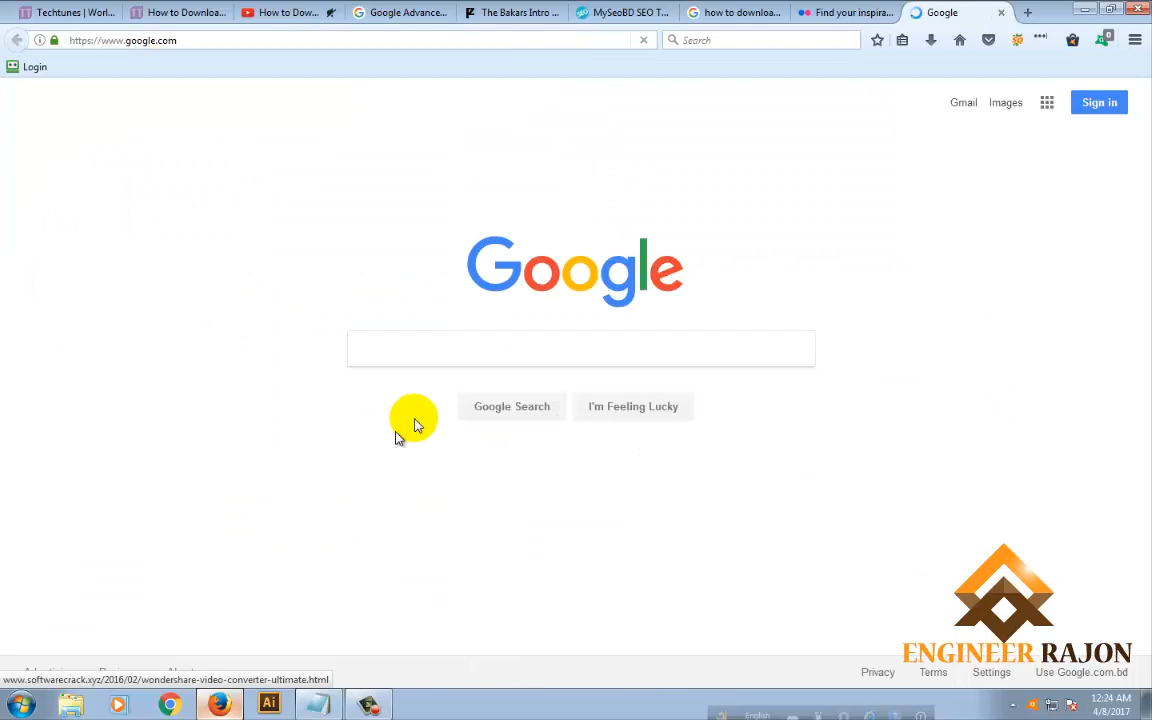 Techtunes | Worl... How to Downloa... How to Dow... Google Advance... The Bakars Intro ... MySeoBD SEO T... how to downloa... Find your inspira... Google
https://www.google.com Search 0
Login
Gmail Images Sign in
Google
Google Search I'm Feeling Lucky
ENGINEER RAJON
Privacy Terms Settings Use Google.com.bd
www.softwarecrack.xyz/2016/02/wondershare-video-converter-ultimate.html
Ai English 12:24 AM
4/8/2017